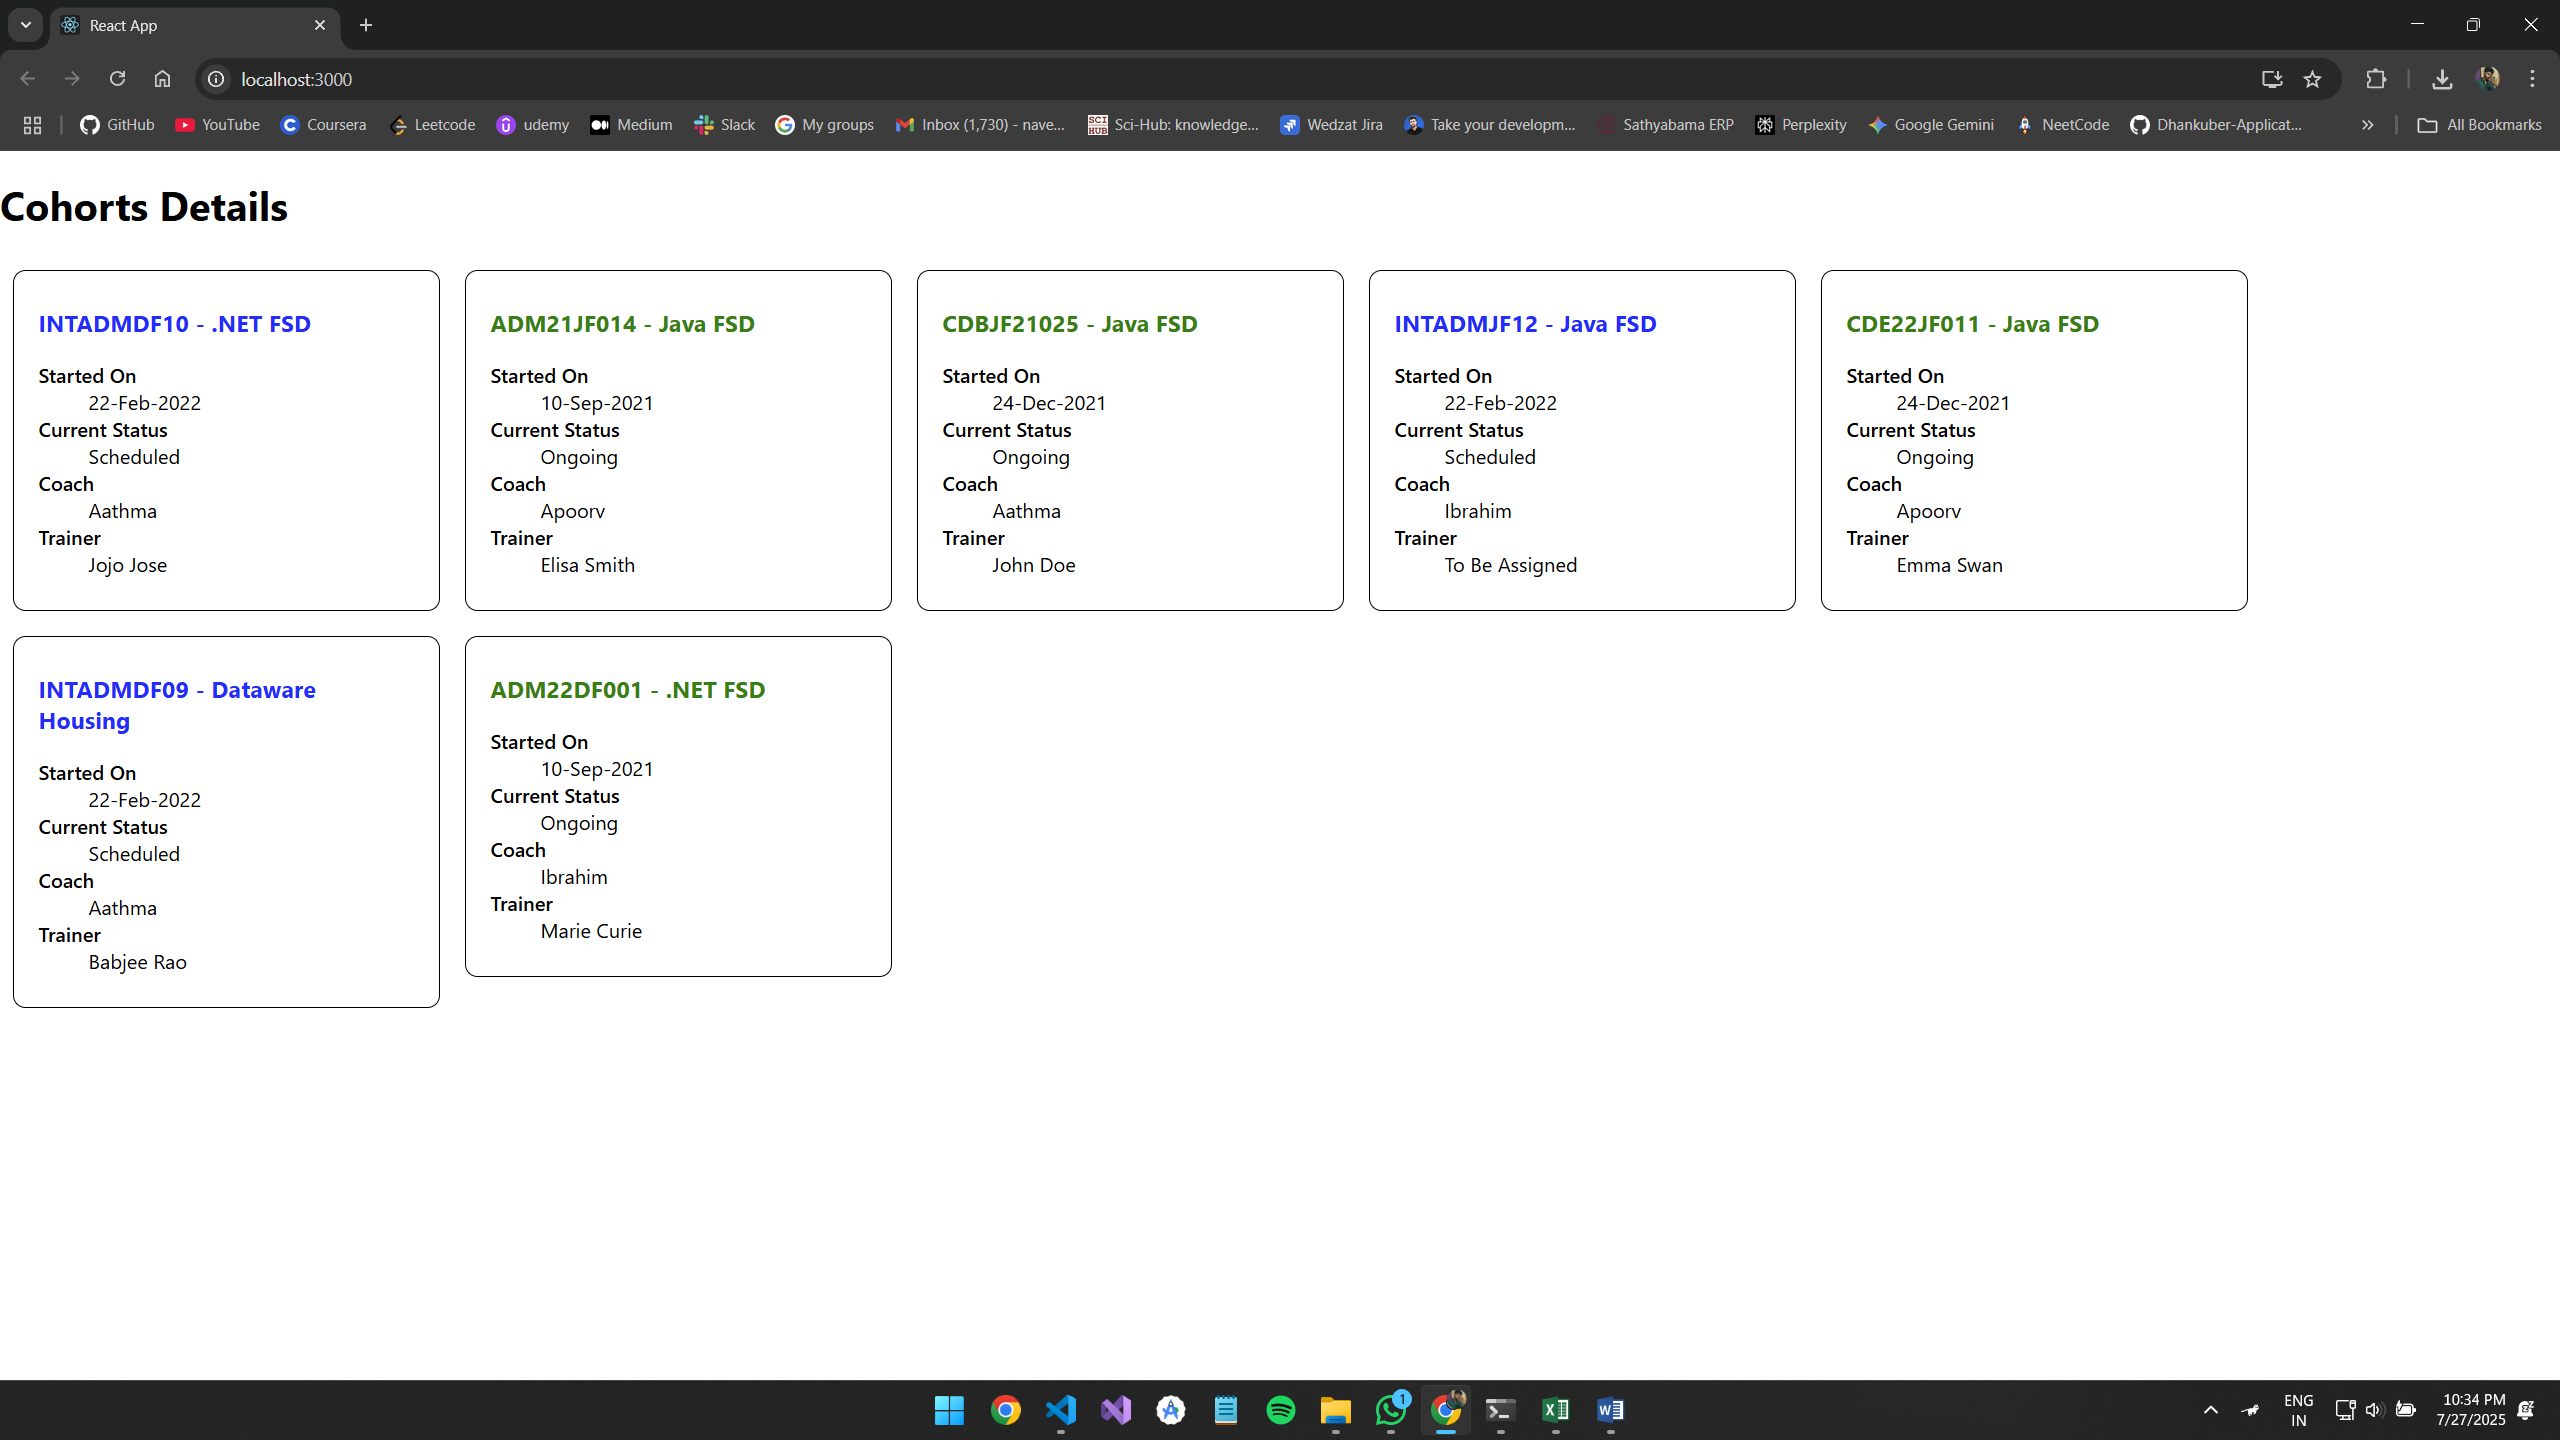 React App
localhost:3000
GitHub
YouTube
Coursera
Leetcode
udemy
Medium
Slack
My groups
Inbox (1,730) - nave...
SCI HUB
Sci-Hub: knowledge...
Wedzat Jira
Take your developm...
Sathyabama ERP
Perplexity
Google Gemini
NeetCode
Dhankuber-Applicat...
All Bookmarks
Cohorts Details
INTADMDF10 - .NET FSD
Started On
22-Feb-2022
Current Status
Scheduled
Coach
Aathma
Trainer
Jojo Jose
ADM21JF014 - Java FSD
Started On
10-Sep-2021
Current Status
Ongoing
Coach
Apoorv
Trainer
Elisa Smith
CDBJF21025 - Java FSD
Started On
24-Dec-2021
Current Status
Ongoing
Coach
Aathma
Trainer
John Doe
INTADMJF12 - Java FSD
Started On
22-Feb-2022
Current Status
Scheduled
Coach
Ibrahim
Trainer
To Be Assigned
CDE22JF011 - Java FSD
Started On
24-Dec-2021
Current Status
Ongoing
Coach
Apoorv
Trainer
Emma Swan
INTADMDF09 - Dataware
Housing
Started On
22-Feb-2022
Current Status
Scheduled
Coach
Aathma
Trainer
Babjee Rao
ADM22DF001 - .NET FSD
Started On
10-Sep-2021
Current Status
Ongoing
Coach
Ibrahim
Trainer
Marie Curie
1
ENG
IN
10:34 PM
7/27/2025